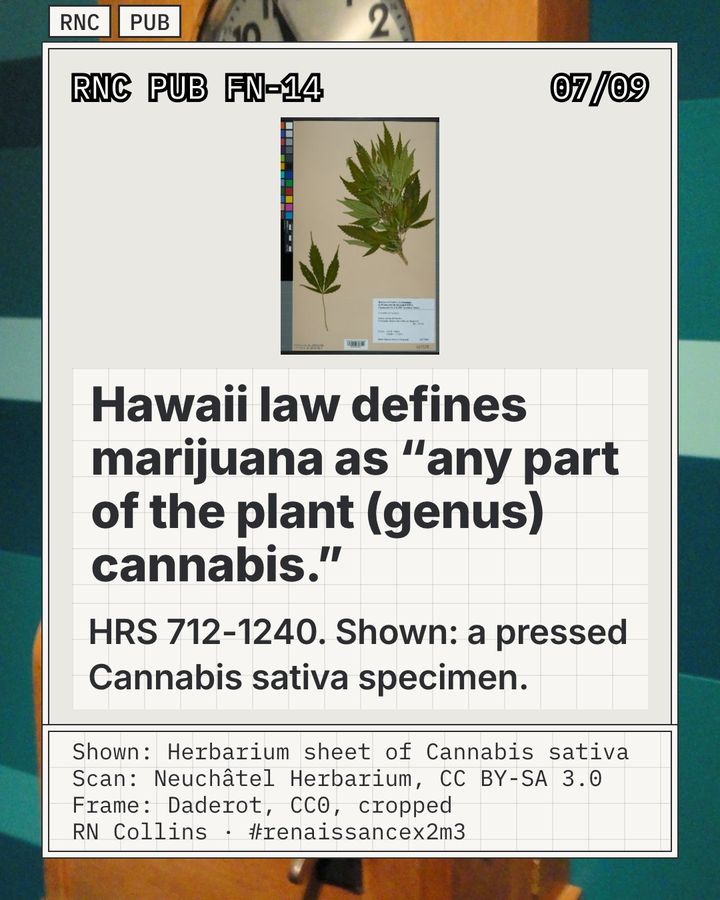 RNC PUB
RNC PUB FN-14 07/09
Hawaii law defines
marijuana as “any part
of the plant (genus)
cannabis.”
HRS 712-1240. Shown: a pressed
Cannabis sativa specimen.
Shown: Herbarium sheet of Cannabis sativa
Scan: Neuchâtel Herbarium, CC BY-SA 3.0
Frame: Daderot, CC0, cropped
RN Collins · #renaissancex2m3